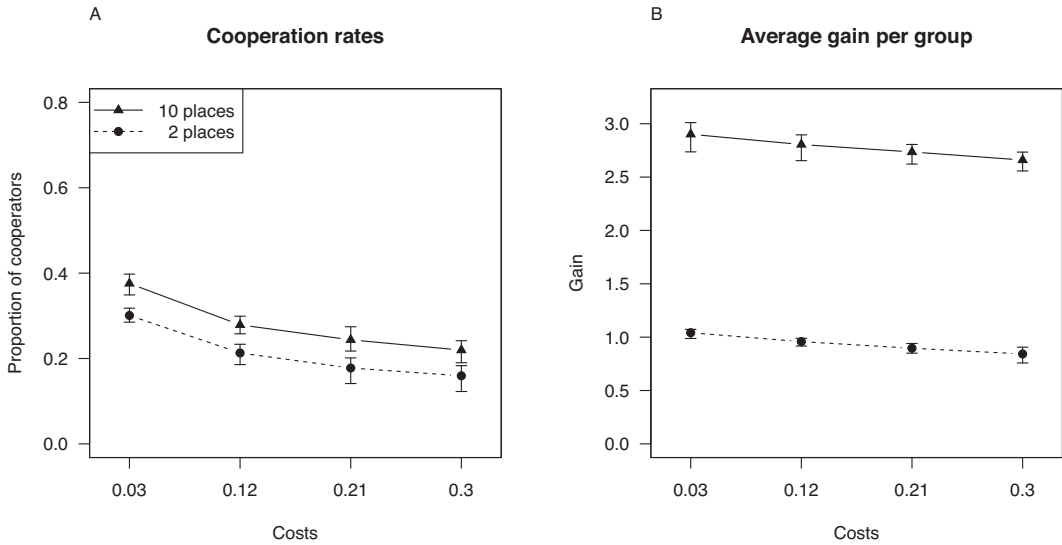 A
Cooperation rates
10 places
2 places
Proportion of cooperators
0.8
0.6
0.4
0.2
0.0
0.03 0.12 0.21 0.3
Costs
B
Average gain per group
Gain
3.0
2.5
2.0
1.5
1.0
0.5
0.0
0.03 0.12 0.21 0.3
Costs